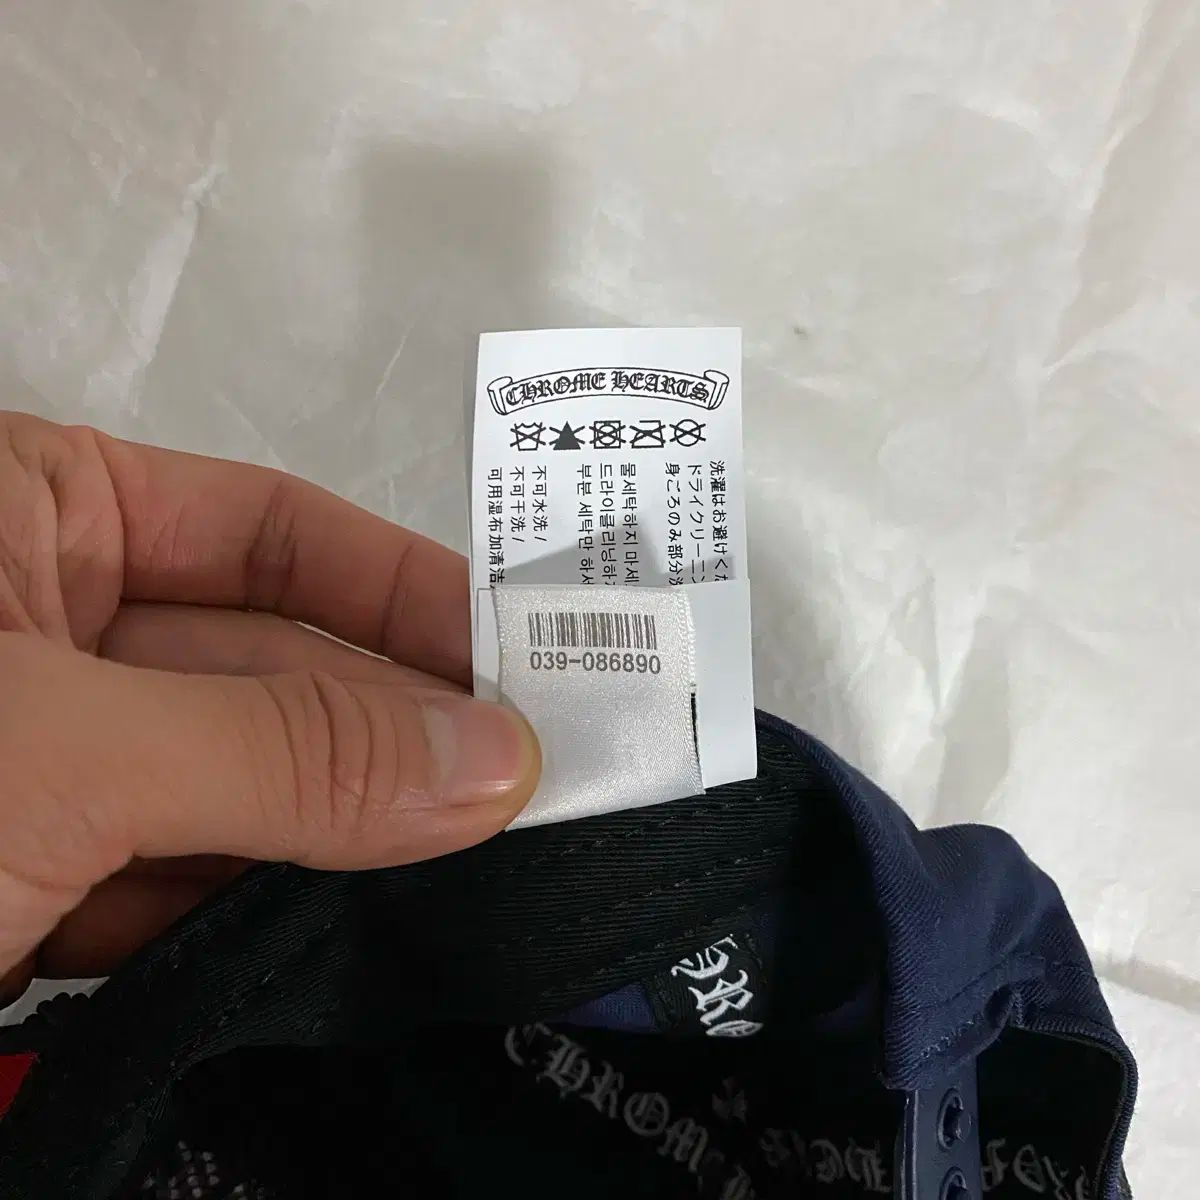 CHROME HEARTS
洗濯はお避けくだ
ドライクリーニン
身ごろのみ部分洗
물세탁하지 마세
드라이클리닝하
부분 세탁만 하세
不可水洗/
不可干洗/
可用湿布加清洁
039-086890
CHROM